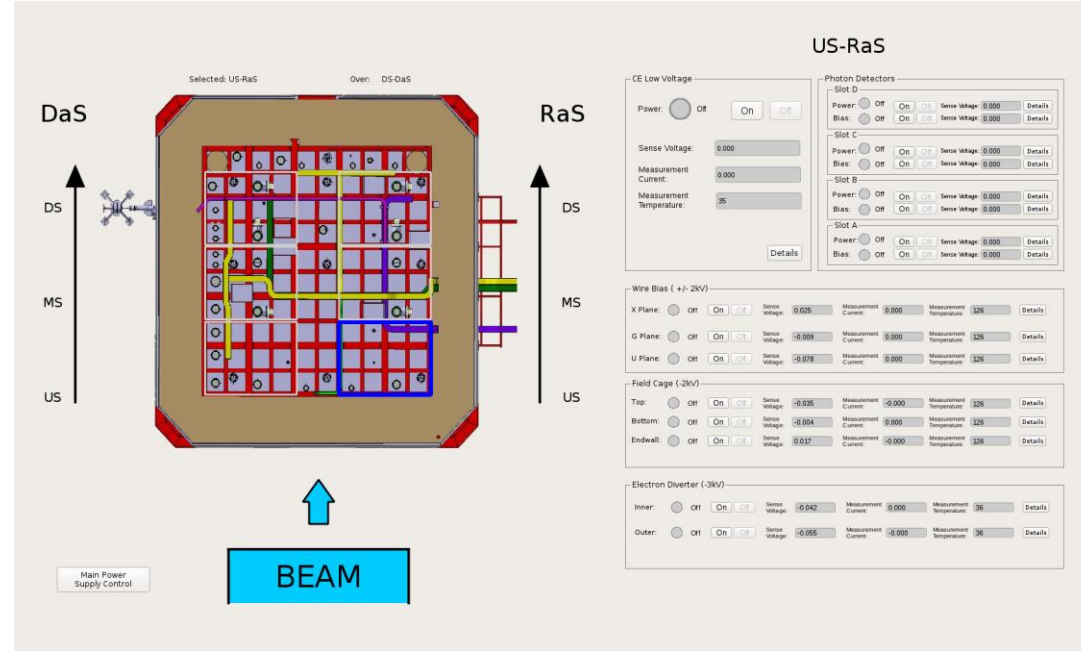 US-RaS
Selected: US-RaS Over: DS-DaS
DaS
RaS
DS
MS
US
DS
MS
US
BEAM
Main Power
Supply Control
CE Low Voltage
Power: Off On Off
Sense Voltage: 0.000
Measurement
Current: 0.000
Measurement
Temperature: 35
Details
Photon Detectors
Slot D
Power: Off On Off Sense Voltage: 0.000 Details
Bias: Off On Off Sense Voltage: 0.000 Details
Slot C
Power: Off On Off Sense Voltage: 0.000 Details
Bias: Off On Off Sense Voltage: 0.000 Details
Slot B
Power: Off On Off Sense Voltage: 0.000 Details
Bias: Off On Off Sense Voltage: 0.000 Details
Slot A
Power: Off On Off Sense Voltage: 0.000 Details
Bias: Off On Off Sense Voltage: 0.000 Details
Wire Bias ( +/- 2kV)
X Plane: Off On Off Sense Voltage: 0.025 Measurement Current: 0.000 Measurement Temperature: 126 Details
G Plane: Off On Off Sense Voltage: -0.009 Measurement Current: 0.000 Measurement Temperature: 126 Details
U Plane: Off On Off Sense Voltage: -0.078 Measurement Current: 0.000 Measurement Temperature: 126 Details
Field Cage (-2kV)
Top: Off On Off Sense Voltage: -0.035 Measurement Current: -0.000 Measurement Temperature: 126 Details
Bottom: Off On Off Sense Voltage: -0.004 Measurement Current: 0.000 Measurement Temperature: 126 Details
Endwall: Off On Off Sense Voltage: 0.017 Measurement Current: -0.000 Measurement Temperature: 126 Details
Electron Diverter (-3kV)
Inner: Off On Off Sense Voltage: -0.042 Measurement Current: 0.000 Measurement Temperature: 36 Details
Outer: Off On Off Sense Voltage: -0.055 Measurement Current: -0.000 Measurement Temperature: 36 Details